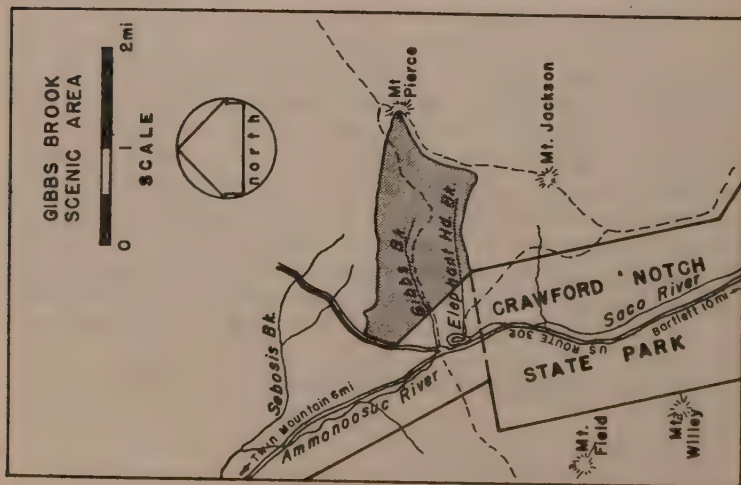 GIBBS BROOK
SCENIC AREA
0 1 2mi
SCALE
north
Mt
Pierce
Mt. Jackson
Gibbs Bk.
Elephant Hd. Bk.
Sebosis Bk.
Twin Mountain 6mi
Ammonoosac River
CRAWFORD NOTCH
STATE PARK
Saco River
US ROUTE 302
Bartlett 10mi
Mt.
Field
Mt.
Willey